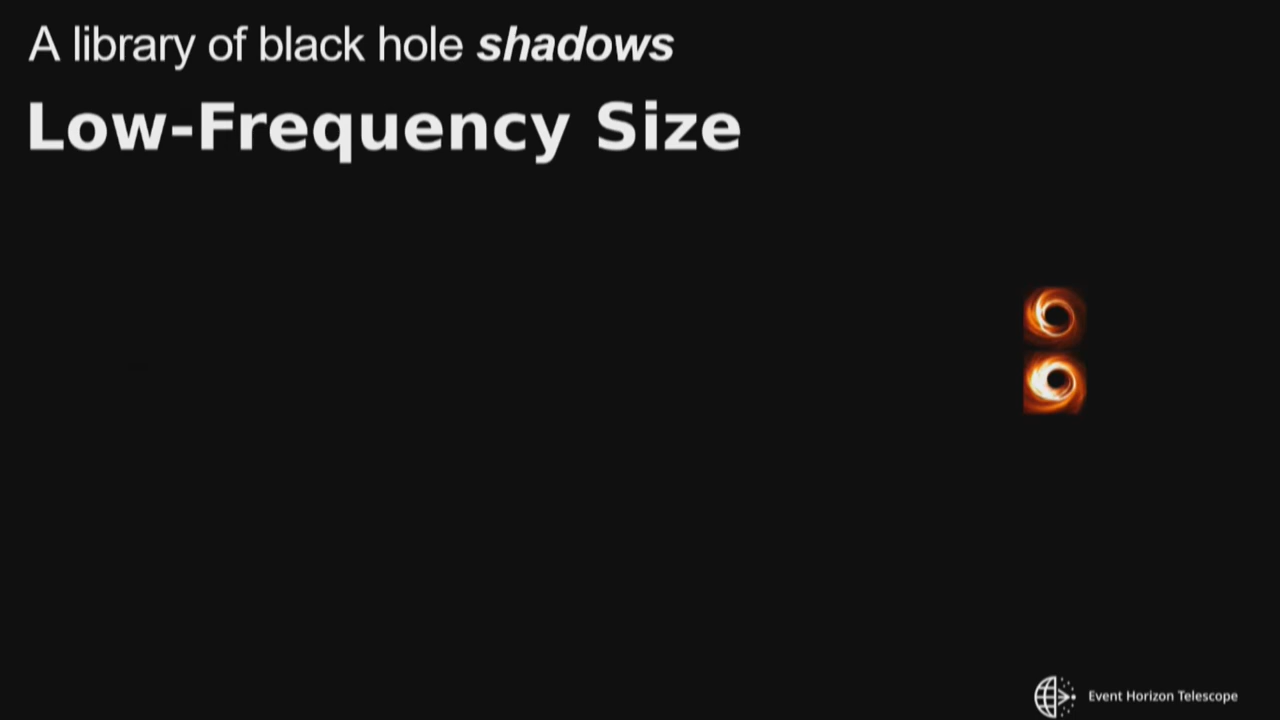 A library of black hole shadows
Low-Frequency Size
Event Horizon Telescope